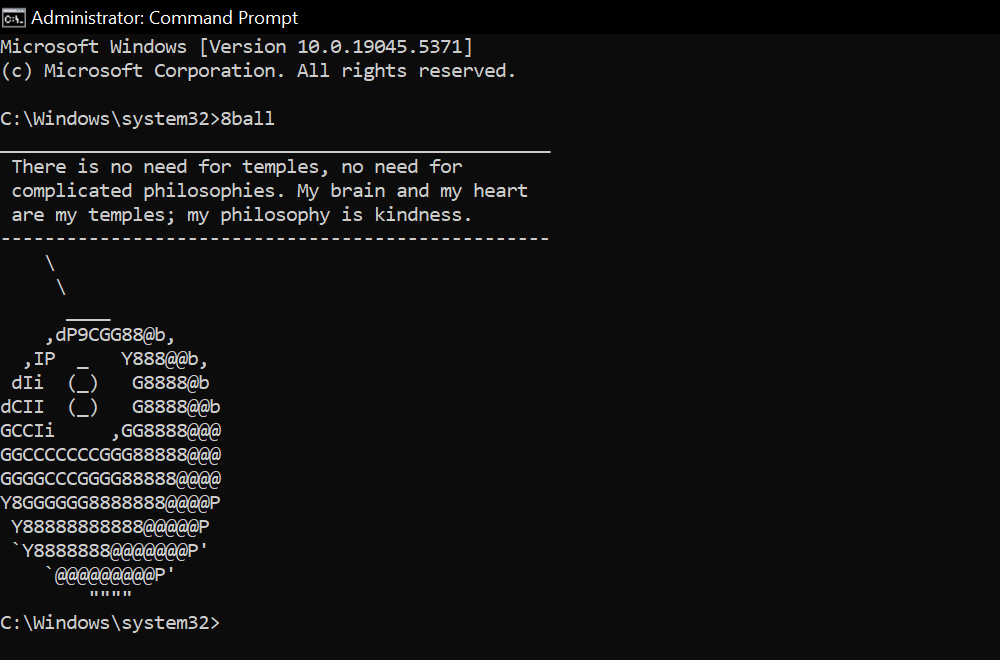 Administrator: Command Prompt
Microsoft Windows [Version 10.0.19045.5371]
(c) Microsoft Corporation. All rights reserved.

C:\Windows\system32>8ball
__________________________________________________
 There is no need for temples, no need for
 complicated philosophies. My brain and my heart
 are my temples; my philosophy is kindness.
--------------------------------------------------
    \
     \
      ____
    ,dP9CGG88@b,
  ,IP  _   Y888@@b,
 dIi  (_)   G8888@b
dCII  (_)   G8888@@b
GCCIi     ,GG8888@@@
GGCCCCCCCGGG88888@@@
GGGGCCCGGGG88888@@@@
Y8GGGGGG8888888@@@@P
 Y88888888888@@@@@P
 `Y8888888@@@@@@@P'
    `@@@@@@@@@P'
        """"
C:\Windows\system32>